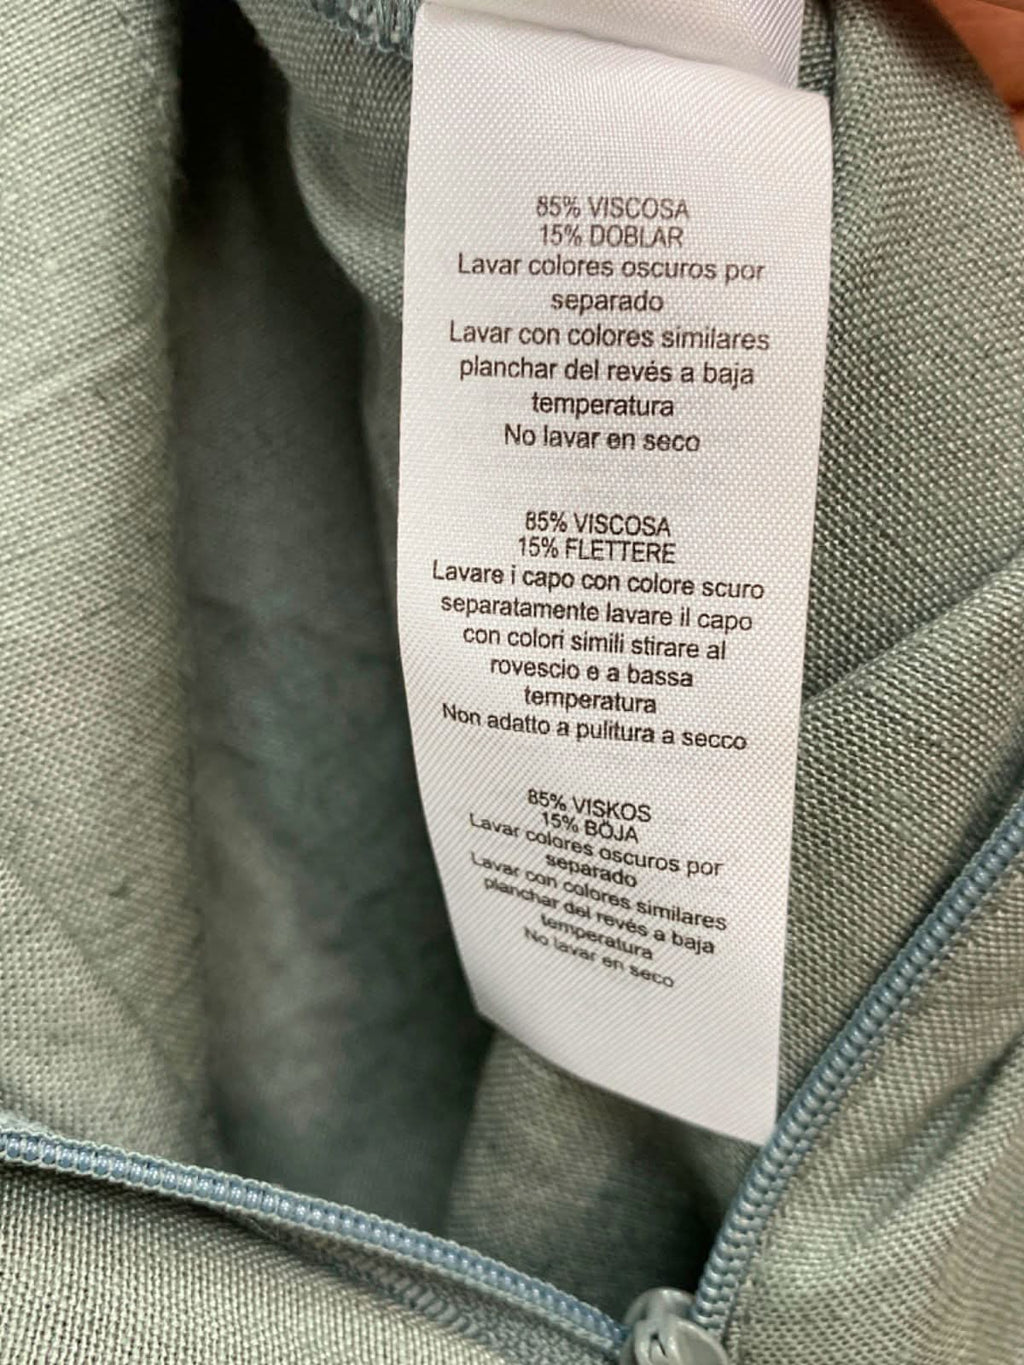 85% VISCOSA
15% DOBLAR
Lavar colores oscuros por
separado
Lavar con colores similares
planchar del revés a baja
temperatura
No lavar en seco
85% VISCOSA
15% FLETTERE
Lavare i capo con colore scuro
separatamente lavare il capo
con colori simili stirare al
rovescio e a bassa
temperatura
Non adatto a pulitura a secco
85% VISKOS
15% BÖJA
Lavar colores oscuros por
separado
Lavar con colores similares
planchar del revés a baja
temperatura
No lavar en seco